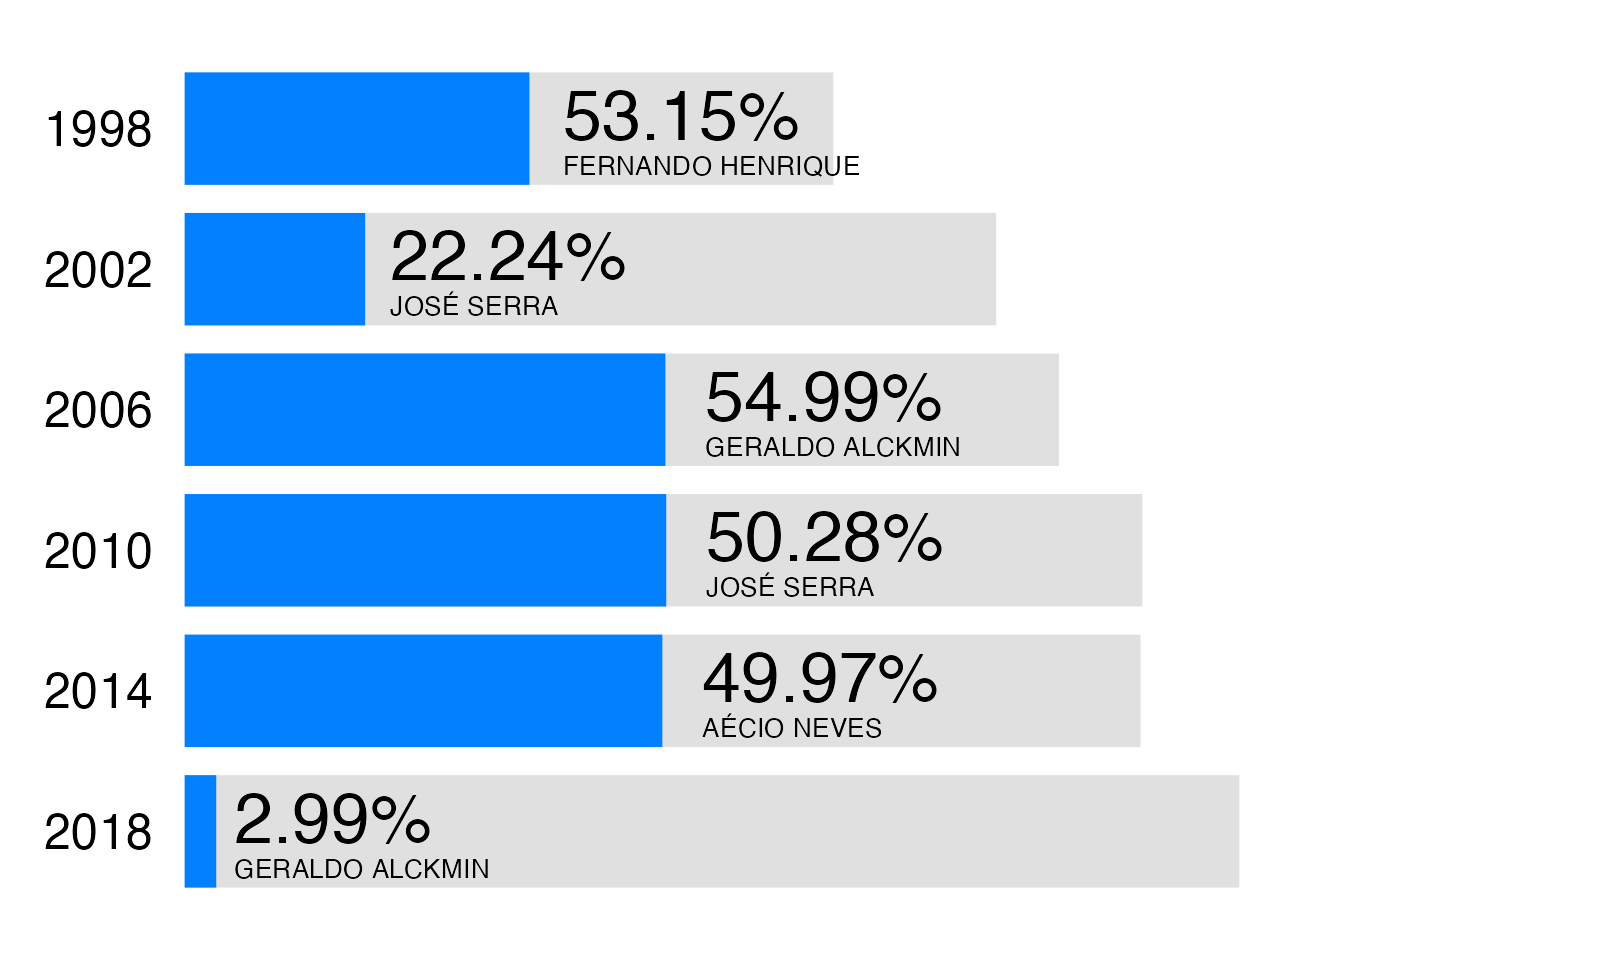 1998
53.15%
FERNANDO HENRIQUE
2002
22.24%
JOSÉ SERRA
2006
54.99%
GERALDO ALCKMIN
2010
50.28%
JOSÉ SERRA
2014
49.97%
AÉCIO NEVES
2018
2.99%
GERALDO ALCKMIN